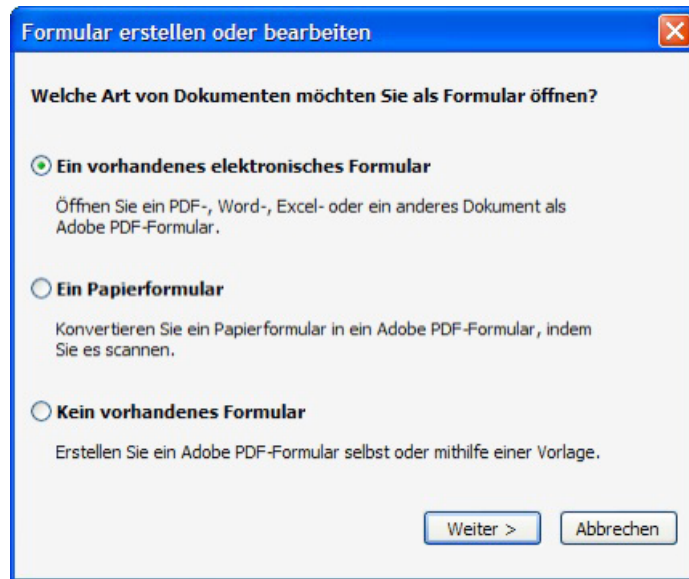 Formular erstellen oder bearbeiten
Welche Art von Dokumenten möchten Sie als Formular öffnen?
Ein vorhandenes elektronisches Formular
Öffnen Sie ein PDF-, Word-, Excel- oder ein anderes Dokument als
Adobe PDF-Formular.
Ein Papierformular
Konvertieren Sie ein Papierformular in ein Adobe PDF-Formular, indem
Sie es scannen.
Kein vorhandenes Formular
Erstellen Sie ein Adobe PDF-Formular selbst oder mithilfe einer Vorlage.
Weiter > Abbrechen